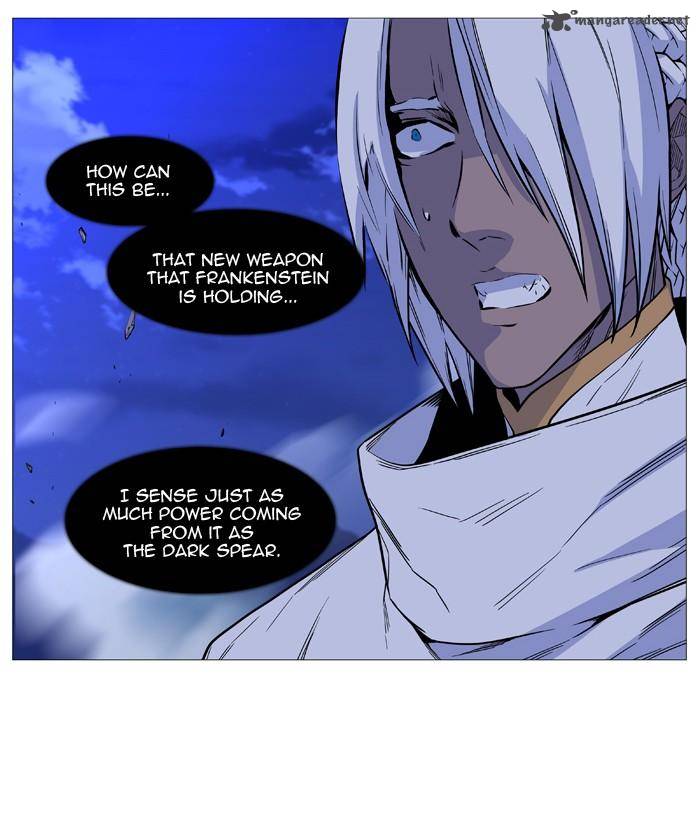 mangareader.net
HOW CAN
THIS BE...
THAT NEW WEAPON
THAT FRANKENSTEIN
IS HOLDING...
I SENSE JUST AS
MUCH POWER COMING
FROM IT AS
THE DARK SPEAR.